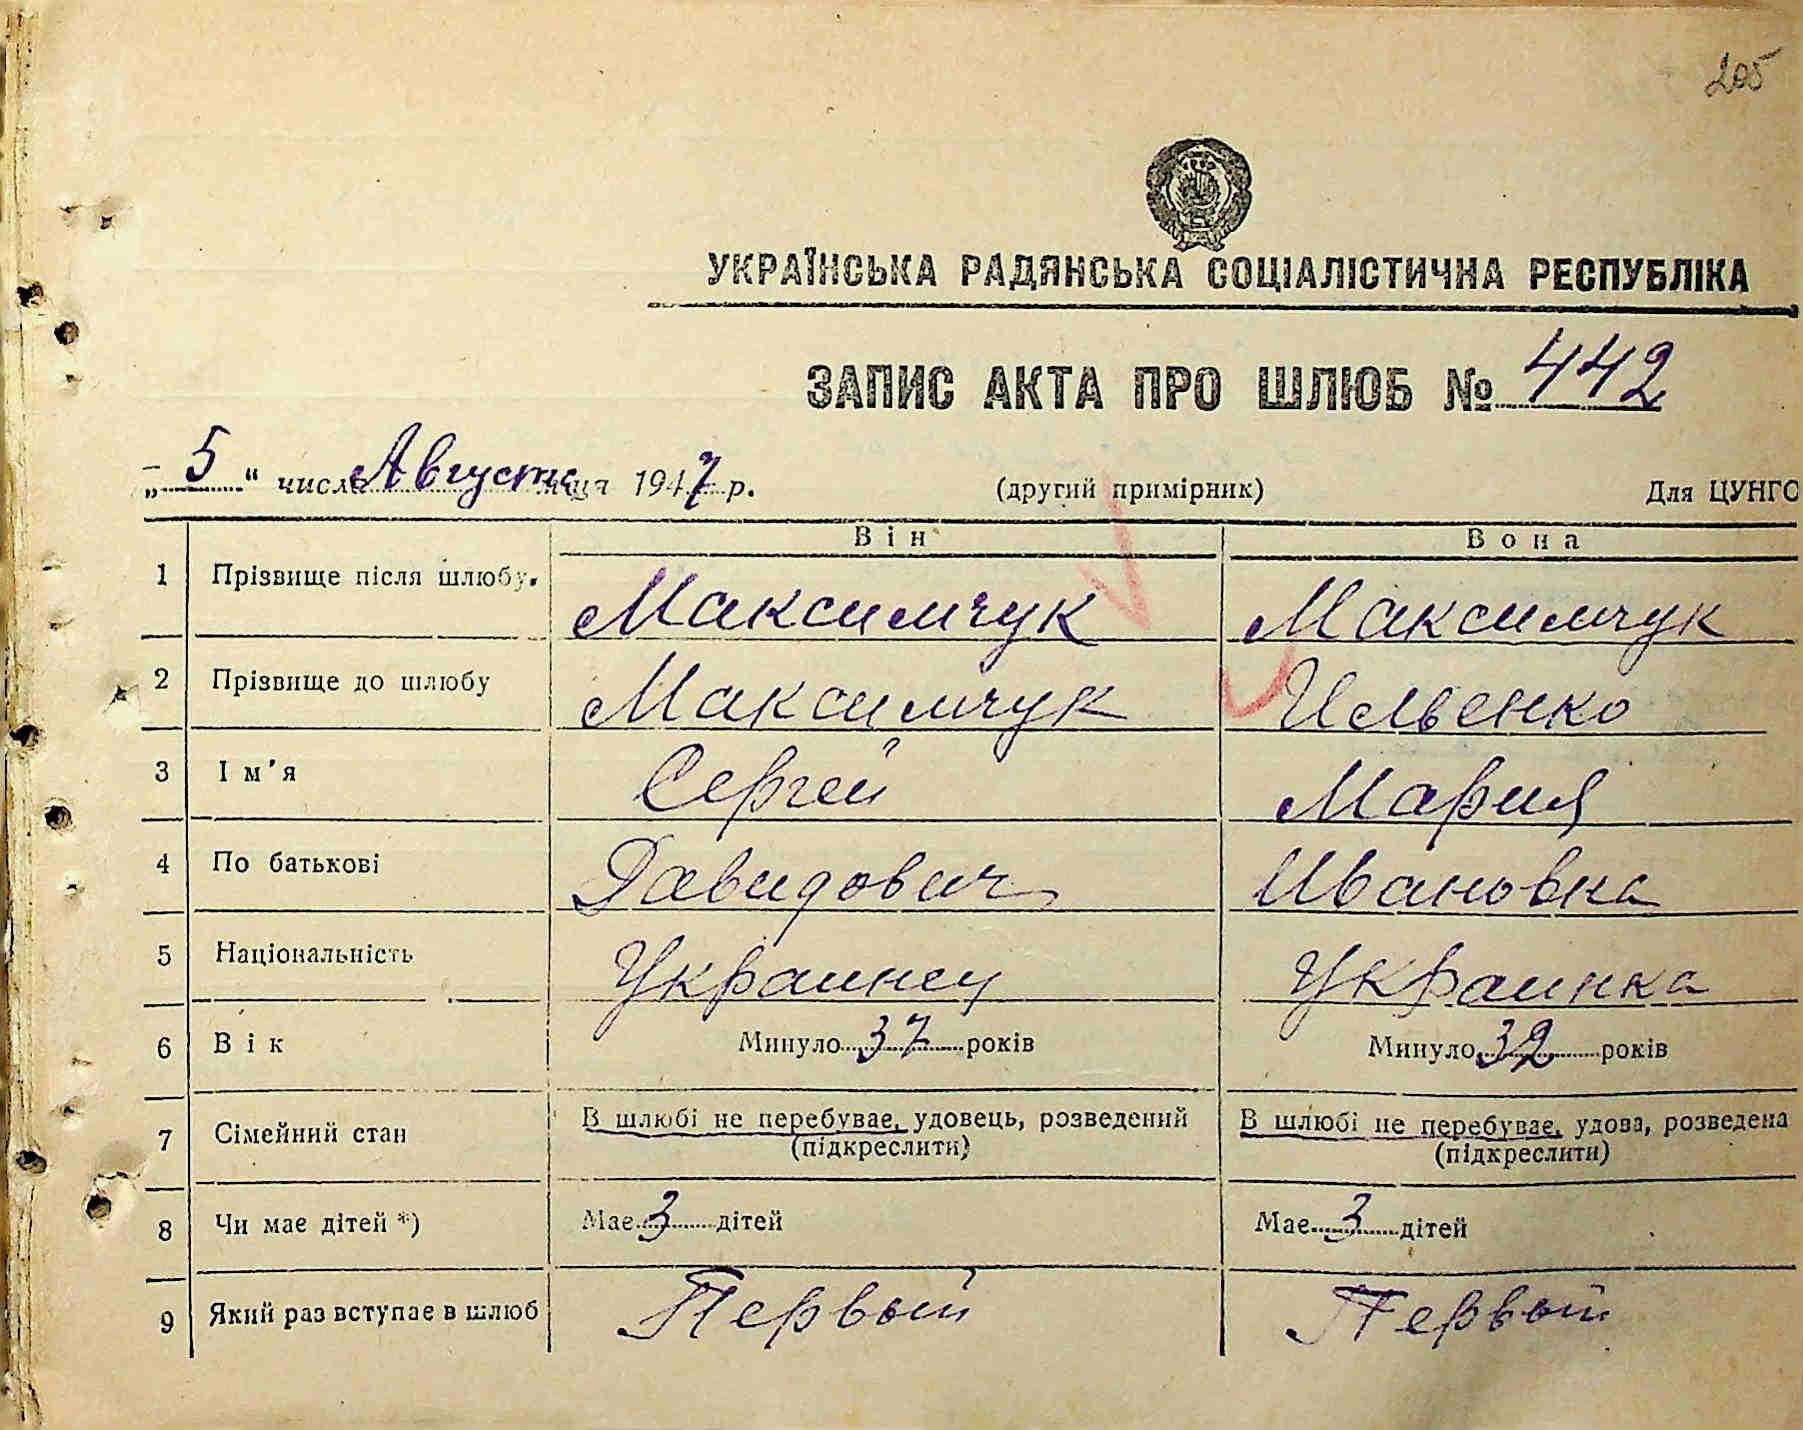 205
УКРАЇНСЬКА РАДЯНСЬКА СОЦІАЛІСТИЧНА РЕСПУБЛІКА
ЗАПИС АКТА ПРО ШЛЮБ № 442
„5“ числа Августа м-ця 1947 р. (другий примірник) Для ЦУНГО
Він Вона
1 Прізвище після шлюбу. Максимчук Максимчук
2 Прізвище до шлюбу Максимчук Ильенко
3 Ім'я Сергей Мария
4 По батькові Давидович Ивановна
5 Національність Украинец Украинка
6 Вік Минуло 37 років Минуло 32 років
7 Сімейний стан В шлюбі не перебуває, удовець, розведений В шлюбі не перебуває, удова, розведена
(підкреслити) (підкреслити)
8 Чи має дітей *) Має 3 дітей Має 3 дітей
9 Який раз вступає в шлюб Первый Первый